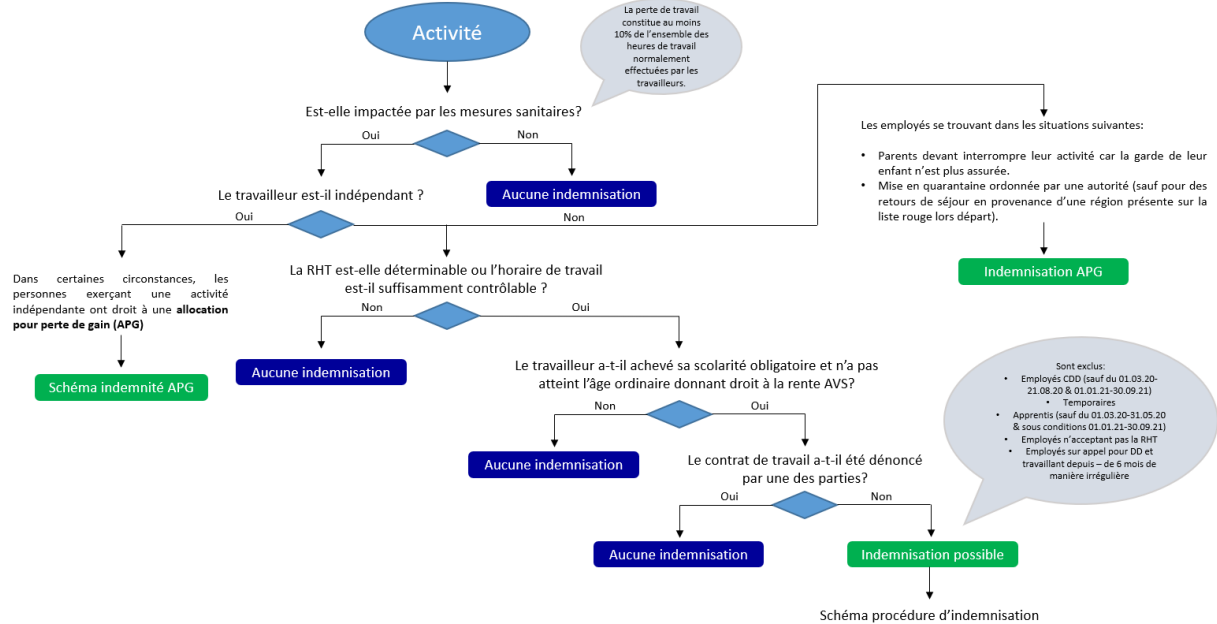 Activité
La perte de travail
constitue au moins
10% de l'ensemble des
heures de travail
normalement
effectuées par les
travailleurs.
Est-elle impactée par les mesures sanitaires?
Oui
Non
Aucune indemnisation
Le travailleur est-il indépendant ?
Oui
Non
Les employés se trouvant dans les situations suivantes:
• Parents devant interrompre leur activité car la garde de leur
enfant n'est plus assurée.
• Mise en quarantaine ordonnée par une autorité (sauf pour des
retours de séjour en provenance d'une région présente sur la
liste rouge lors départ).
Indemnisation APG
Dans certaines circonstances, les
personnes exerçant une activité
indépendante ont droit à une allocation
pour perte de gain (APG)
Schéma indemnité APG
La RHT est-elle déterminable ou l'horaire de travail
est-il suffisamment contrôlable ?
Non
Oui
Aucune indemnisation
Le travailleur a-t-il achevé sa scolarité obligatoire et n'a pas
atteint l'âge ordinaire donnant droit à la rente AVS?
Non
Oui
Aucune indemnisation
Le contrat de travail a-t-il été dénoncé
par une des parties?
Oui
Non
Aucune indemnisation
Indemnisation possible
Sont exclus:
• Employés CDD (sauf du 01.03.20-
21.08.20 & 01.01.21-30.09.21)
• Temporaires
• Apprentis (sauf du 01.03.20-31.05.20
& sous conditions 01.01.21-30.09.21)
• Employés n'acceptant pas la RHT
• Employés sur appel pour DD et
travaillant depuis – de 6 mois de
manière irrégulière
Schéma procédure d'indemnisation